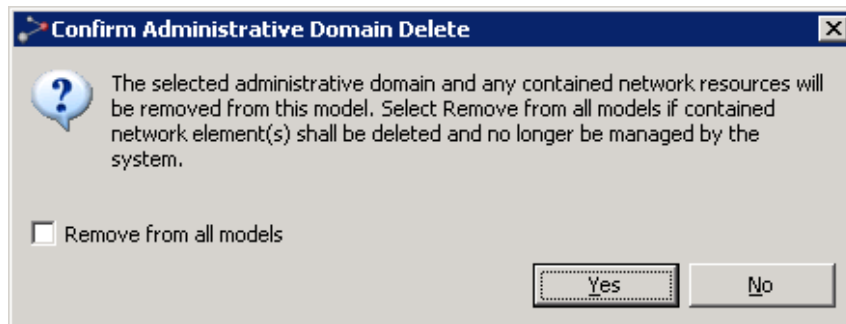 Confirm Administrative Domain Delete
The selected administrative domain and any contained network resources will
be removed from this model. Select Remove from all models if contained
network element(s) shall be deleted and no longer be managed by the
system.
Remove from all models
Yes No